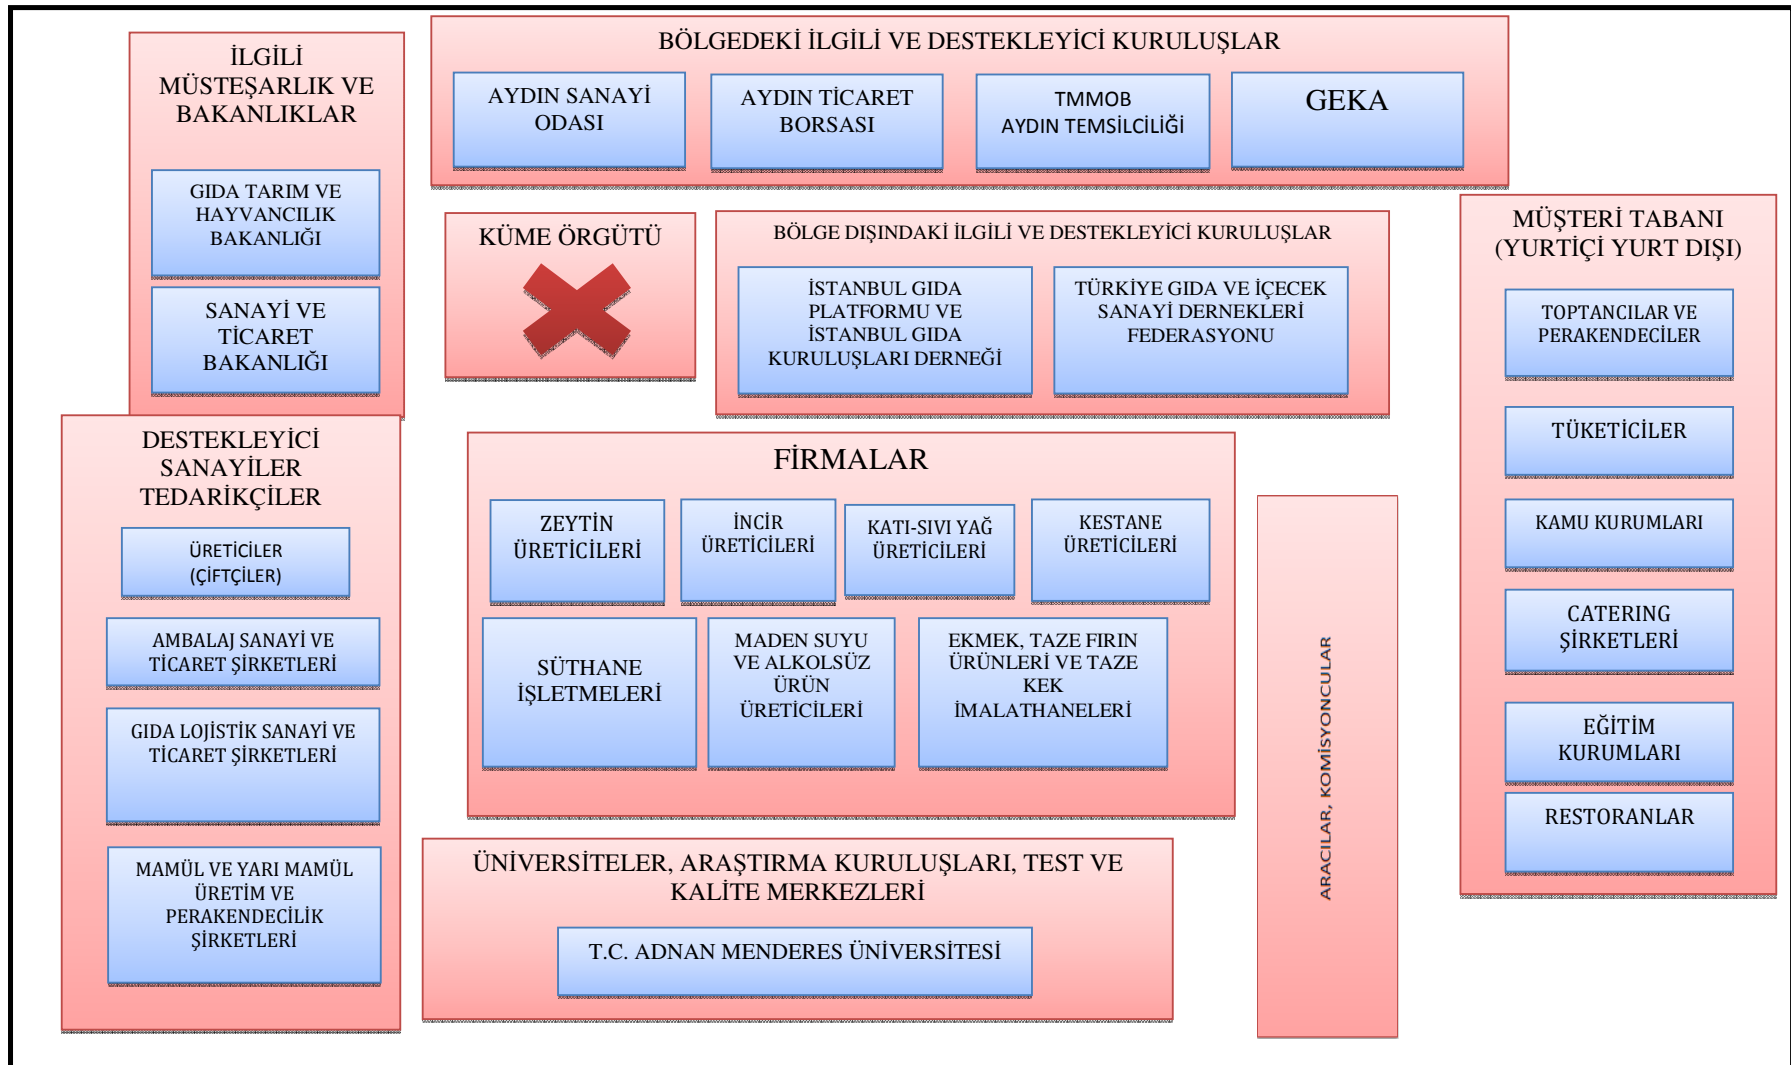 İLGİLİ
MÜSTEŞARLIK VE
BAKANLIKLAR
GIDA TARIM VE
HAYVANCILIK
BAKANLIĞI
SANAYİ VE
TİCARET
BAKANLIĞI
BÖLGEDEKİ İLGİLİ VE DESTEKLEYİCİ KURULUŞLAR
AYDIN SANAYİ
ODASI
AYDIN TİCARET
BORSASI
TMMOB
AYDIN TEMSİLCİLİĞİ
GEKA
KÜME ÖRGÜTÜ
BÖLGE DIŞINDAKİ İLGİLİ VE DESTEKLEYİCİ KURULUŞLAR
İSTANBUL GIDA
PLATFORMU VE
İSTANBUL GIDA
KURULUŞLARI DERNEĞİ
TÜRKİYE GIDA VE İÇECEK
SANAYİ DERNEKLERİ
FEDERASYONU
MÜŞTERİ TABANI
(YURTİÇİ YURT DIŞI)
TOPTANCILAR VE
PERAKENDECİLER
TÜKETİCİLER
KAMU KURUMLARI
CATERING
ŞİRKETLERİ
EĞİTİM
KURUMLARI
RESTORANLAR
DESTEKLEYİCİ
SANAYİLER
TEDARİKÇİLER
ÜRETİCİLER
(ÇİFTÇİLER)
AMBALAJ SANAYİ VE
TİCARET ŞİRKETLERİ
GIDA LOJİSTİK SANAYİ VE
TİCARET ŞİRKETLERİ
MAMÜL VE YARI MAMÜL
ÜRETİM VE
PERAKENDECİLİK
ŞİRKETLERİ
FİRMALAR
ZEYTİN
ÜRETİCİLERİ
İNCİR
ÜRETİCİLERİ
KATI-SIVI YAĞ
ÜRETİCİLERİ
KESTANE
ÜRETİCİLERİ
SÜTHANE
İŞLETMELERİ
MADEN SUYU
VE ALKOLSÜZ
ÜRÜN
ÜRETİCİLERİ
EKMEK, TAZE FIRIN
ÜRÜNLERİ VE TAZE
KEK
İMALATHANELERİ
ARACILAR, KOMİSYONCULAR
ÜNİVERSİTELER, ARAŞTIRMA KURULUŞLARI, TEST VE
KALİTE MERKEZLERİ
T.C. ADNAN MENDERES ÜNİVERSİTESİ